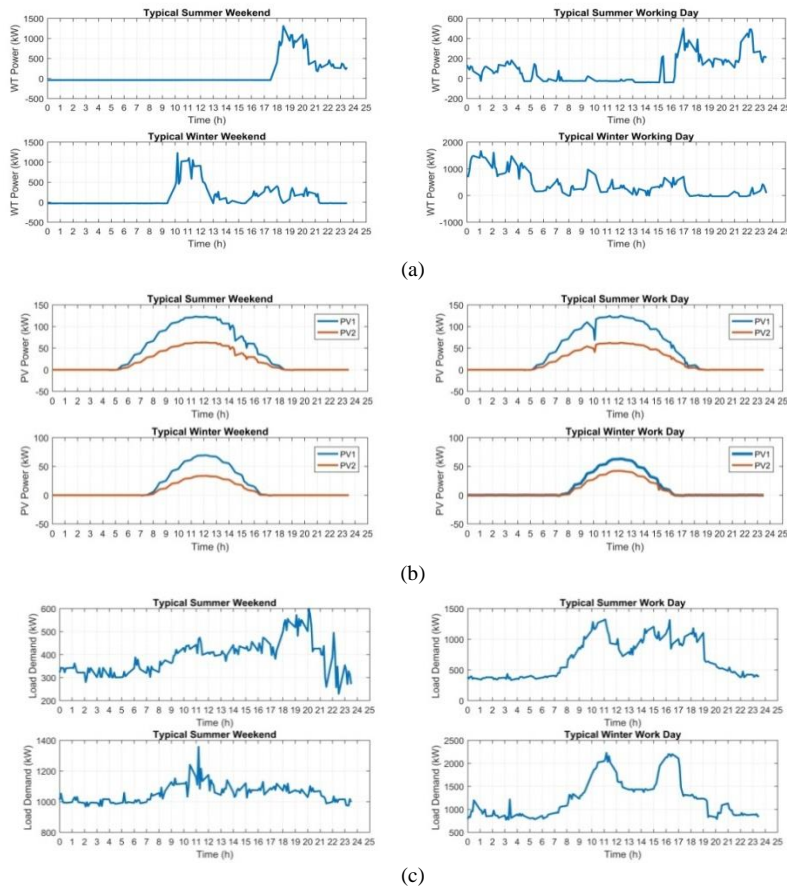 Typical Summer Weekend
WT Power (kW)
1500
1000
500
0
-500
0 1 2 3 4 5 6 7 8 9 10 11 12 13 14 15 16 17 18 19 20 21 22 23 24 25
Time (h)
Typical Summer Working Day
WT Power (kW)
600
400
200
0
-200
0 1 2 3 4 5 6 7 8 9 10 11 12 13 14 15 16 17 18 19 20 21 22 23 24 25
Time (h)
Typical Winter Weekend
WT Power (kW)
1500
1000
500
0
-500
0 1 2 3 4 5 6 7 8 9 10 11 12 13 14 15 16 17 18 19 20 21 22 23 24 25
Time (h)
Typical Winter Working Day
WT Power (kW)
2000
1000
0
-1000
0 1 2 3 4 5 6 7 8 9 10 11 12 13 14 15 16 17 18 19 20 21 22 23 24 25
Time (h)
(a)
Typical Summer Weekend
PV Power (kW)
150
100
50
0
-50
PV1
PV2
0 1 2 3 4 5 6 7 8 9 10 11 12 13 14 15 16 17 18 19 20 21 22 23 24 25
Time (h)
Typical Summer Work Day
PV Power (kW)
150
100
50
0
-50
PV1
PV2
0 1 2 3 4 5 6 7 8 9 10 11 12 13 14 15 16 17 18 19 20 21 22 23 24 25
Time (h)
Typical Winter Weekend
PV Power (kW)
100
50
0
-50
PV1
PV2
0 1 2 3 4 5 6 7 8 9 10 11 12 13 14 15 16 17 18 19 20 21 22 23 24 25
Time (h)
Typical Winter Work Day
PV Power (kW)
100
50
0
-50
PV1
PV2
0 1 2 3 4 5 6 7 8 9 10 11 12 13 14 15 16 17 18 19 20 21 22 23 24 25
Time (h)
(b)
Typical Summer Weekend
Load Demand (kW)
600
500
400
300
200
0 1 2 3 4 5 6 7 8 9 10 11 12 13 14 15 16 17 18 19 20 21 22 23 24 25
Time (h)
Typical Summer Work Day
Load Demand (kW)
1500
1000
500
0
0 1 2 3 4 5 6 7 8 9 10 11 12 13 14 15 16 17 18 19 20 21 22 23 24 25
Time (h)
Typical Summer Weekend
Load Demand (kW)
1400
1200
1000
800
0 1 2 3 4 5 6 7 8 9 10 11 12 13 14 15 16 17 18 19 20 21 22 23 24 25
Time (h)
Typical Winter Work Day
Load Demand (kW)
2500
2000
1500
1000
500
0 1 2 3 4 5 6 7 8 9 10 11 12 13 14 15 16 17 18 19 20 21 22 23 24 25
Time (h)
(c)